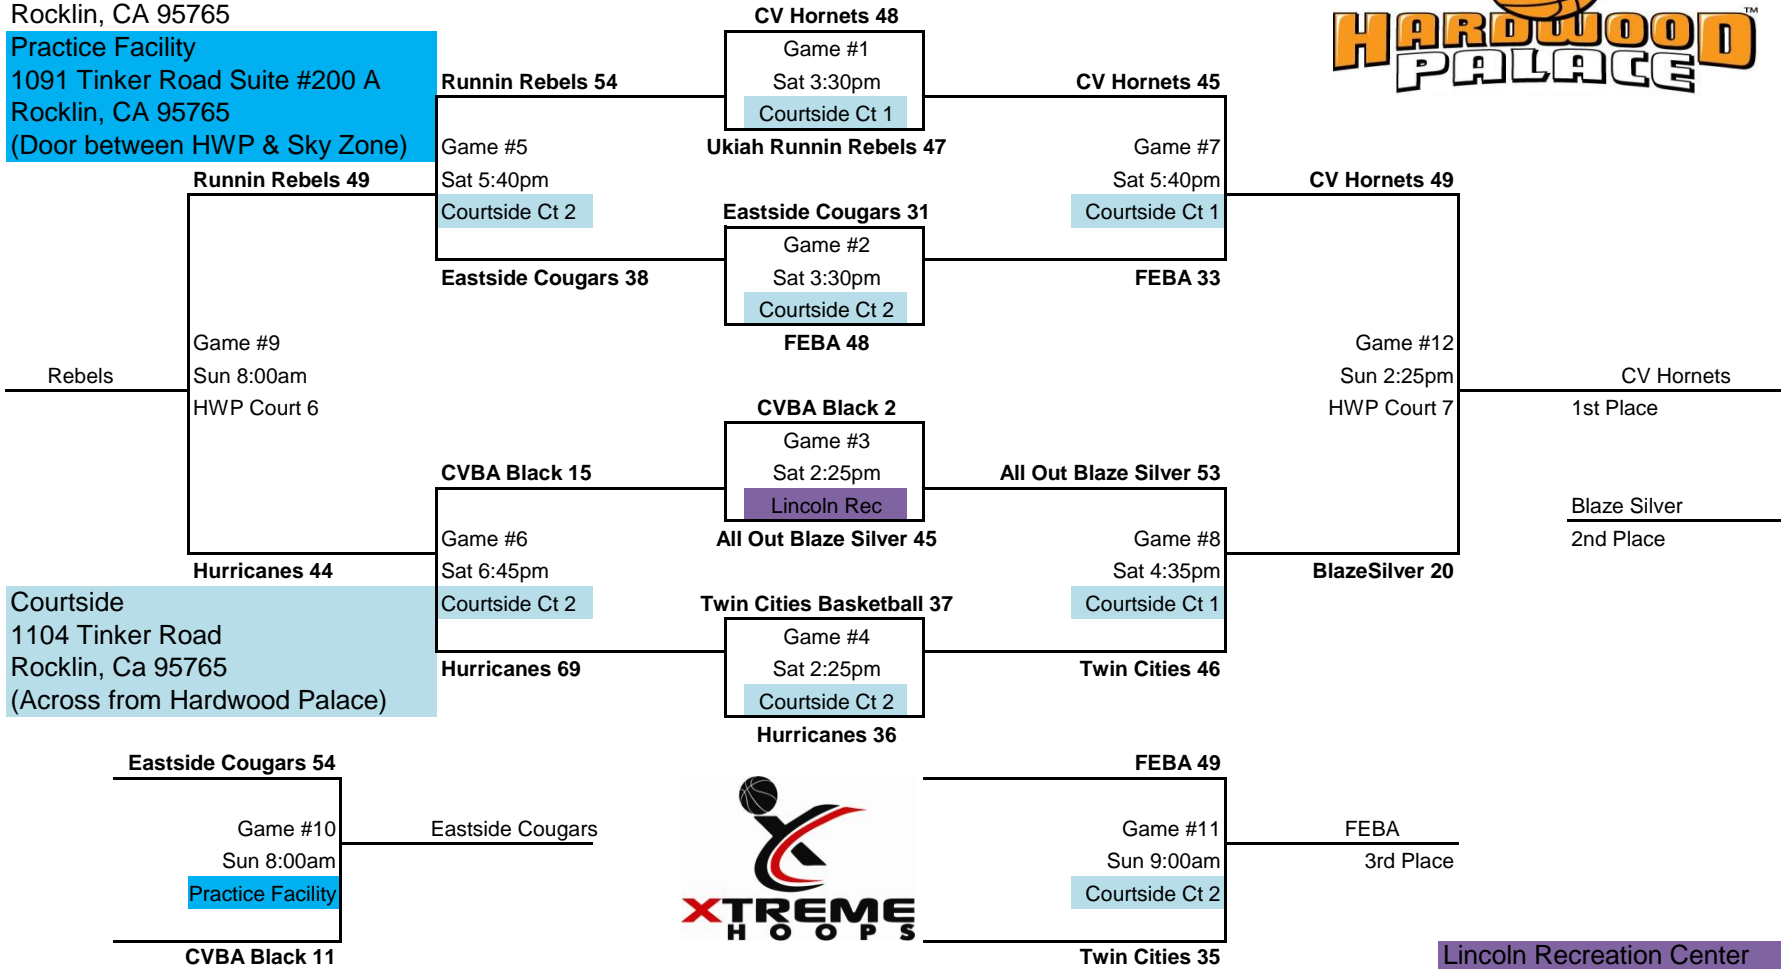 Rocklin, CA 95765
Practice Facility
1091 Tinker Road Suite #200 A
Rocklin, CA 95765
(Door between HWP & Sky Zone)
HARDWOOD
PALACE
TM
CV Hornets 48
Game #1
Sat 3:30pm
Courtside Ct 1
Ukiah Runnin Rebels 47
Runnin Rebels 54
Game #5
Sat 5:40pm
Courtside Ct 2
Eastside Cougars 38
CV Hornets 45
Game #7
Sat 5:40pm
Courtside Ct 1
FEBA 33
Eastside Cougars 31
Game #2
Sat 3:30pm
Courtside Ct 2
FEBA 48
Runnin Rebels 49
Game #9
Sun 8:00am
HWP Court 6
Hurricanes 44
Rebels
CV Hornets 49
Game #12
Sun 2:25pm
HWP Court 7
BlazeSilver 20
CV Hornets
1st Place
Blaze Silver
2nd Place
CVBA Black 2
Game #3
Sat 2:25pm
Lincoln Rec
All Out Blaze Silver 45
CVBA Black 15
Game #6
Sat 6:45pm
Courtside Ct 2
Hurricanes 69
All Out Blaze Silver 53
Game #8
Sat 4:35pm
Courtside Ct 1
Twin Cities 46
Twin Cities Basketball 37
Game #4
Sat 2:25pm
Courtside Ct 2
Hurricanes 36
Courtside
1104 Tinker Road
Rocklin, Ca 95765
(Across from Hardwood Palace)
Eastside Cougars 54
Game #10
Sun 8:00am
Practice Facility
CVBA Black 11
Eastside Cougars
XTREME
HOOPS
FEBA 49
Game #11
Sun 9:00am
Courtside Ct 2
Twin Cities 35
FEBA
3rd Place
Lincoln Recreation Center